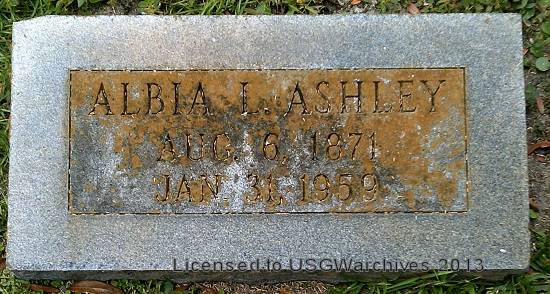 ALBIA L. ASHLEY
AUG. 6, 1871
JAN. 31, 1959
Licensed to USGWarchives 2013